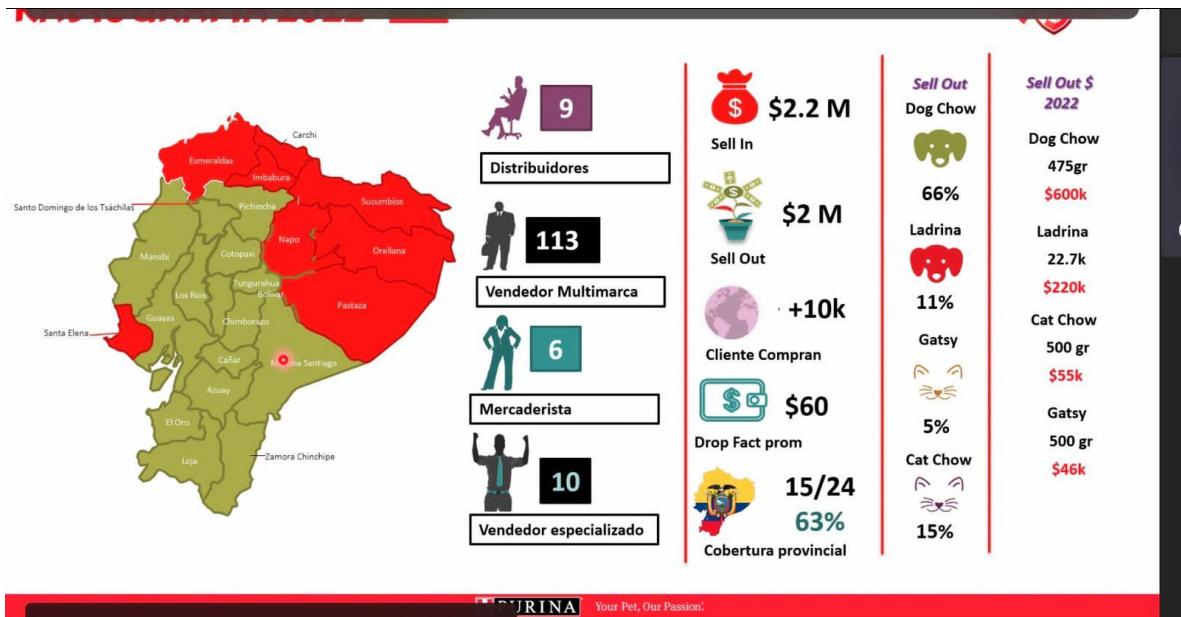 RADIOGRAFÍA 2022
Carchi
Esmeraldas
Imbabura
Santo Domingo de los Tsáchilas
Pichincha
Sucumbios
Napo
Orellana
Manabí
Cotopaxi
Tungurahua
Bolívar
Los Ríos
Pastaza
Guayas
Chimborazo
Santa Elena
Cañar
Santiago
Azuay
El Oro
Loja
Zamora Chinchipe
9
Distribuidores
113
Vendedor Multimarca
6
Mercaderista
10
Vendedor especializado
$
$2.2 M
Sell In
$
$2 M
Sell Out
+10k
Cliente Compran
$
$60
Drop Fact prom
15/24
63%
Cobertura provincial
Sell Out
Dog Chow
66%
Ladrina
11%
Gatsy
5%
Cat Chow
15%
Sell Out $
2022
Dog Chow
475gr
$600k
Ladrina
22.7k
$220k
Cat Chow
500 gr
$55k
Gatsy
500 gr
$46k
PURINA Your Pet, Our Passion.